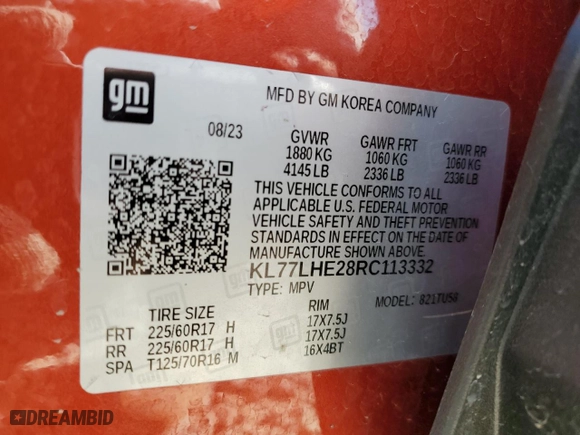 gm
MFD BY GM KOREA COMPANY
08/23 GVWR GAWR FRT GAWR RR
1880 KG 1060 KG 1060 KG
4145 LB 2336 LB 2336 LB
THIS VEHICLE CONFORMS TO ALL
APPLICABLE U.S. FEDERAL MOTOR
VEHICLE SAFETY AND THEFT PREVENTION
STANDARDS IN EFFECT ON THE DATE OF
MANUFACTURE SHOWN ABOVE.
KL77LHE28RC113332
TYPE: MPV MODEL: 821TU58
TIRE SIZE RIM
FRT 225/60R17 H 17X7.5J
RR 225/60R17 H 17X7.5J
SPA T125/70R16 M 16X4BT
DREAMBID